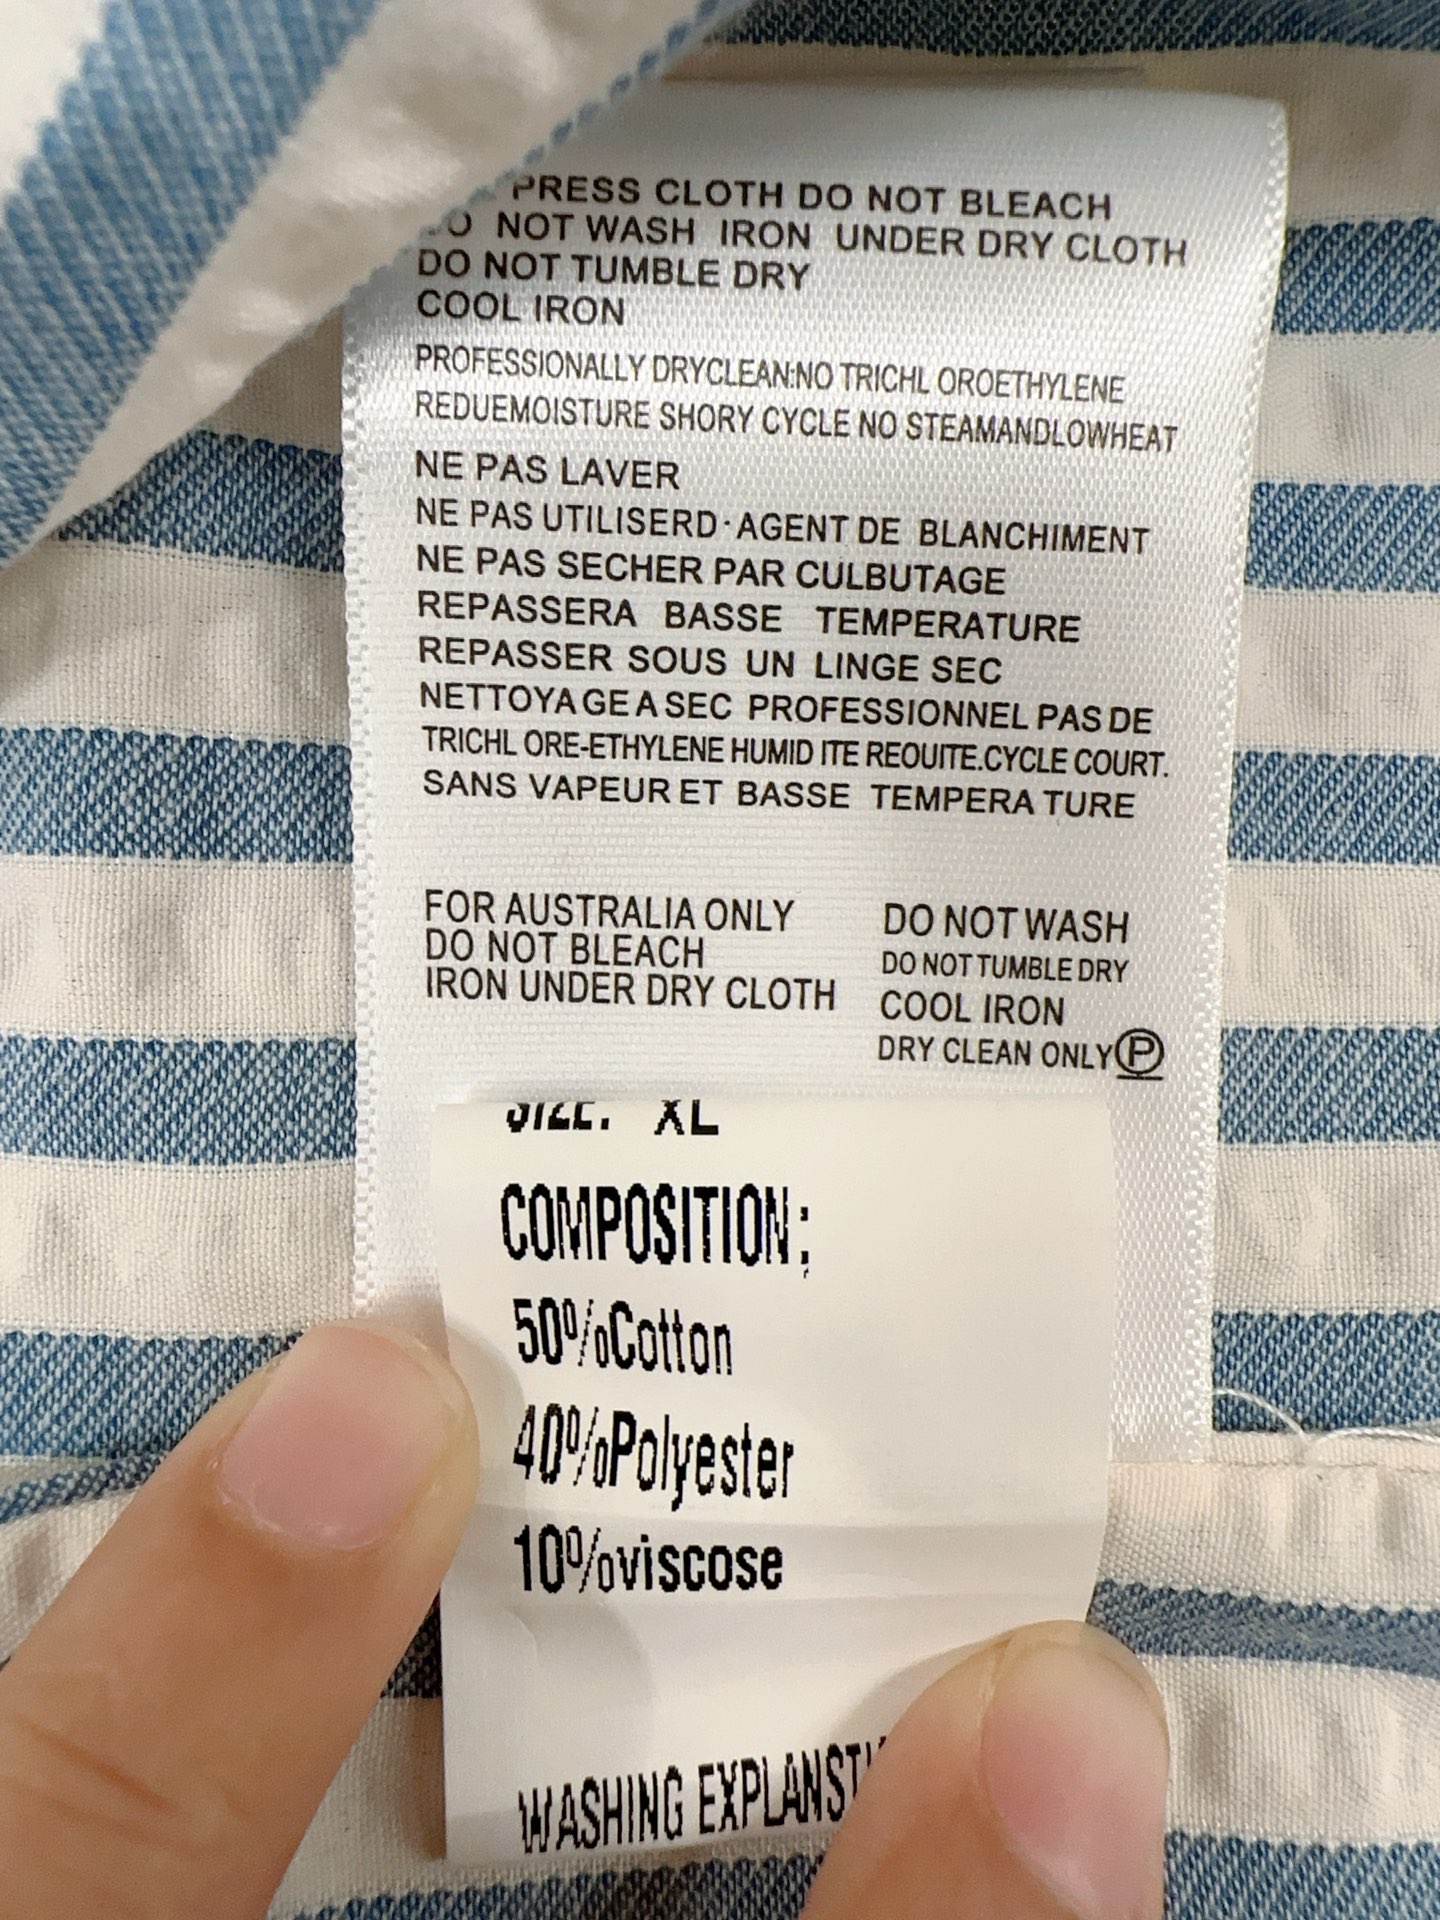 PRESS CLOTH DO NOT BLEACH
NOT WASH IRON UNDER DRY CLOTH
DO NOT TUMBLE DRY
COOL IRON
PROFESSIONALLY DRYCLEAN:NO TRICHL OROETHYLENE
REDUEMOISTURE SHORY CYCLE NO STEAMANDLOWHEAT
NE PAS LAVER
NE PAS UTILISERD·AGENT DE BLANCHIMENT
NE PAS SECHER PAR CULBUTAGE
REPASSERA BASSE TEMPERATURE
REPASSER SOUS UN LINGE SEC
NETTOYAGE A SEC PROFESSIONNEL PAS DE
TRICHL ORE-ETHYLENE HUMID ITE REOUITE.CYCLE COURT.
SANS VAPEUR ET BASSE TEMPERA TURE
FOR AUSTRALIA ONLY
DO NOT BLEACH
IRON UNDER DRY CLOTH
DO NOT WASH
DO NOT TUMBLE DRY
COOL IRON
DRY CLEAN ONLY Ⓟ
SIZE: XL
COMPOSITION:
50%Cotton
40%Polyester
10%viscose
WASHING